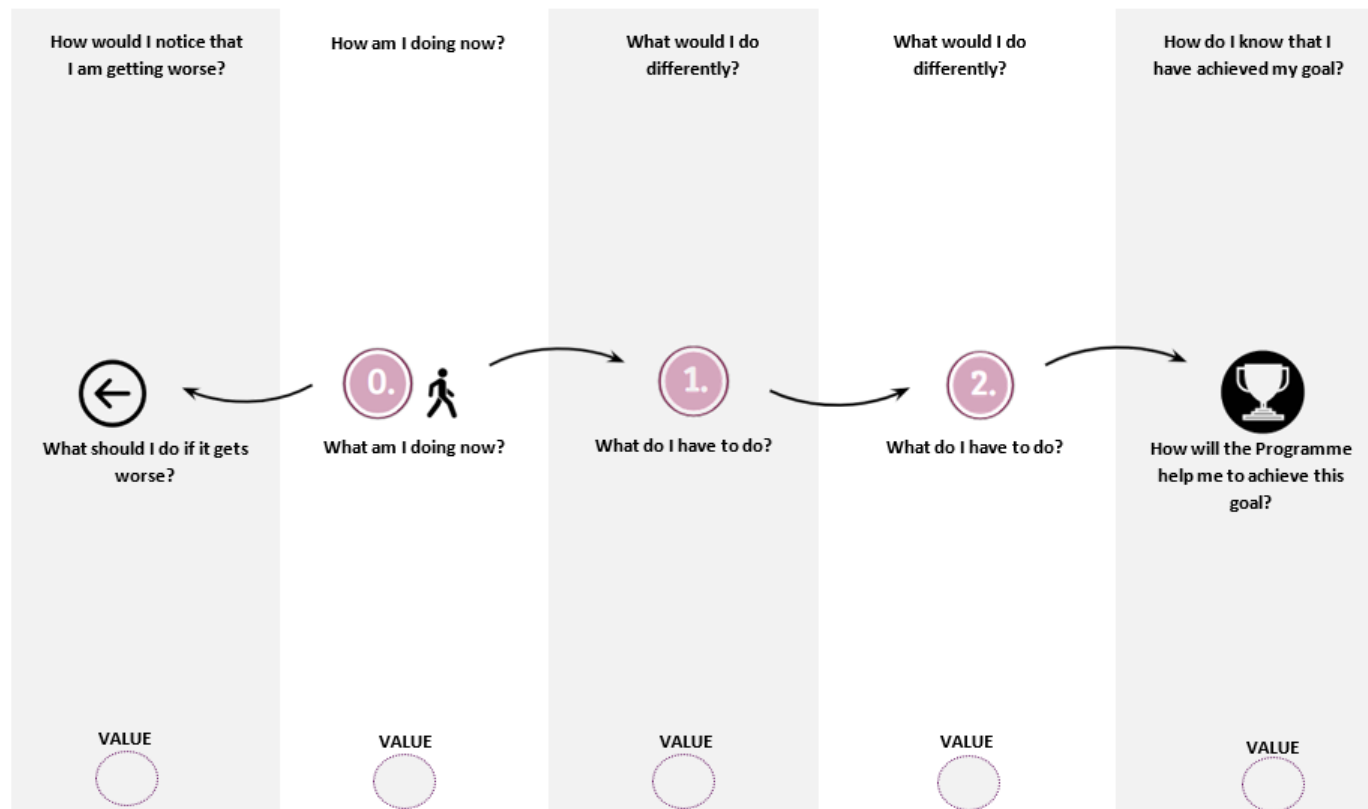 How would I notice that
I am getting worse?
How am I doing now?
What would I do
differently?
What would I do
differently?
How do I know that I
have achieved my goal?
0.
1.
2.
What should I do if it gets
worse?
What am I doing now?
What do I have to do?
What do I have to do?
How will the Programme
help me to achieve this
goal?
VALUE
VALUE
VALUE
VALUE
VALUE